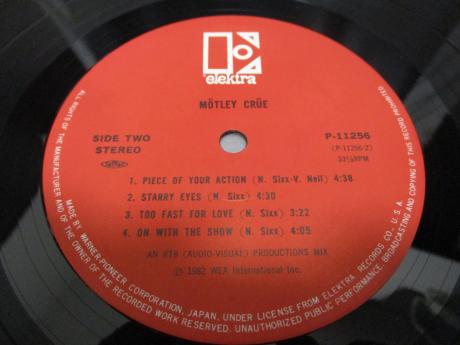 elektra
MÖTLEY CRÜE
SIDE TWO
STEREO
P-11256
(P-11256-2)
33⅓RPM
1. PIECE OF YOUR ACTION (N. Sixx-V. Neil) 4:38
2. STARRY EYES (N. Sixx) 4:30
3. TOO FAST FOR LOVE (N. Sixx) 3:22
4. ON WITH THE SHOW (N. Sixx) 4:05
AN RTB (AUDIO-VISUAL) PRODUCTIONS MIX
Ⓟ 1982 WEA International Inc.
MADE BY WARNER-PIONEER CORPORATION, JAPAN, UNDER LICENSE FROM ELEKTRA RECORDS CO., U.S.A.
ALL RIGHTS OF THE MANUFACTURER AND OF THE OWNER OF THE RECORDED WORK RESERVED. UNAUTHORIZED PUBLIC PERFORMANCE, BROADCASTING AND COPYING OF THIS RECORD PROHIBITED